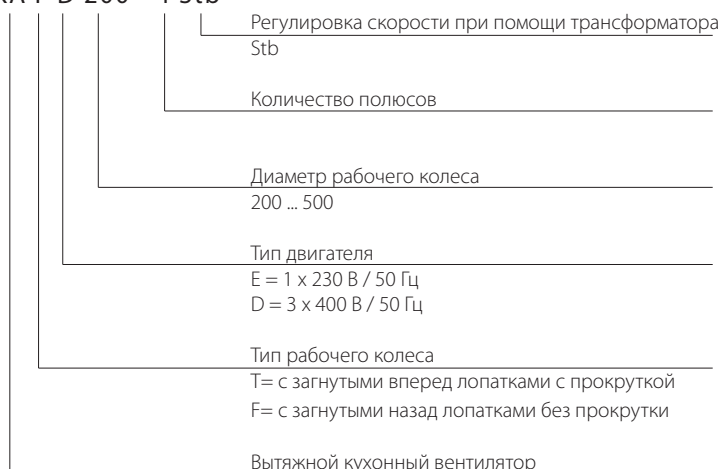 200
Stb
Регулировка скорости при помощи трансформатора
Stb
Количество полюсов
Диаметр рабочего колеса
200 ... 500
Тип двигателя
E = 1 x 230 В / 50 Гц
D = 3 x 400 В / 50 Гц
Тип рабочего колеса
T= с загнутыми вперед лопатками с прокруткой
F= с загнутыми назад лопатками без прокрутки
Вытяжной кухонный вентилятор